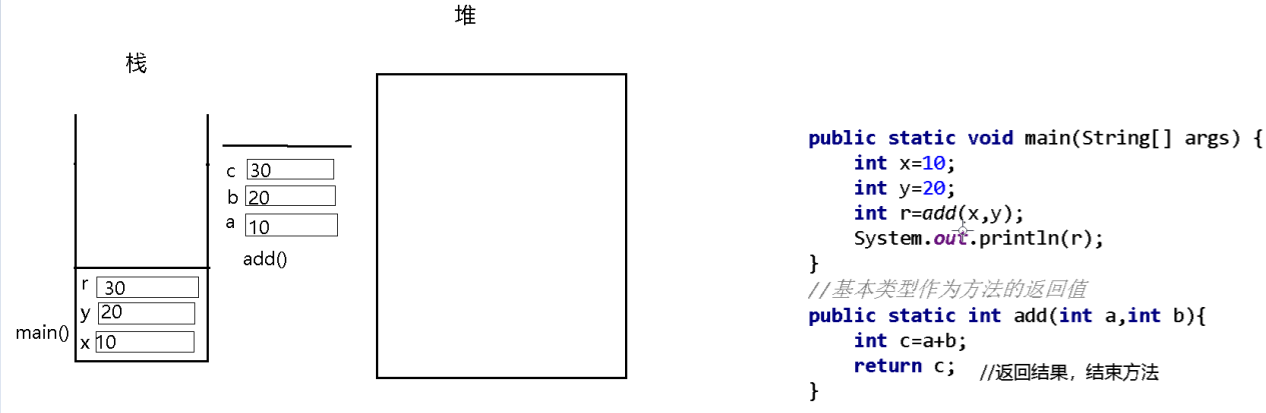 堆
栈
c 30
b 20
a 10
add()
r 30
y 20
main() x 10
public static void main(String[] args) {
int x=10;
int y=20;
int r=add(x,y);
System.out.println(r);
}
//基本类型作为方法的返回值
public static int add(int a,int b){
int c=a+b;
return c; //返回结果，结束方法
}